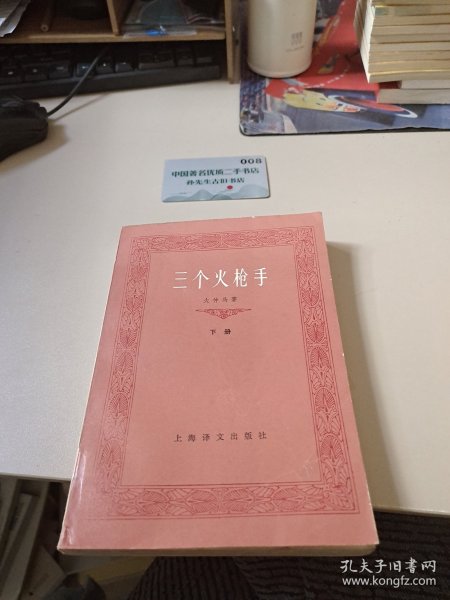 008
中国著名优质二手书店
孙先生古旧书店
三个火枪手
大仲马著
下册
上海译文出版社
孔夫子旧书网
www.kongfz.com